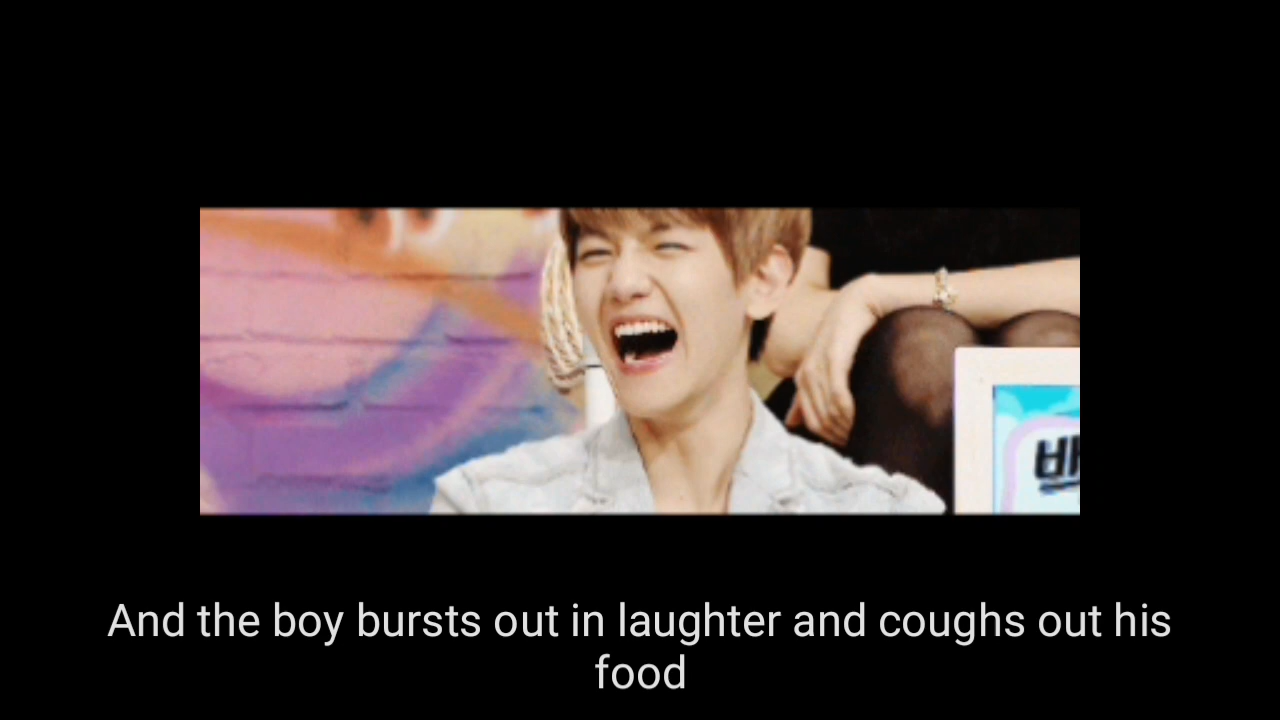 And the boy bursts out in laughter and coughs out his
food